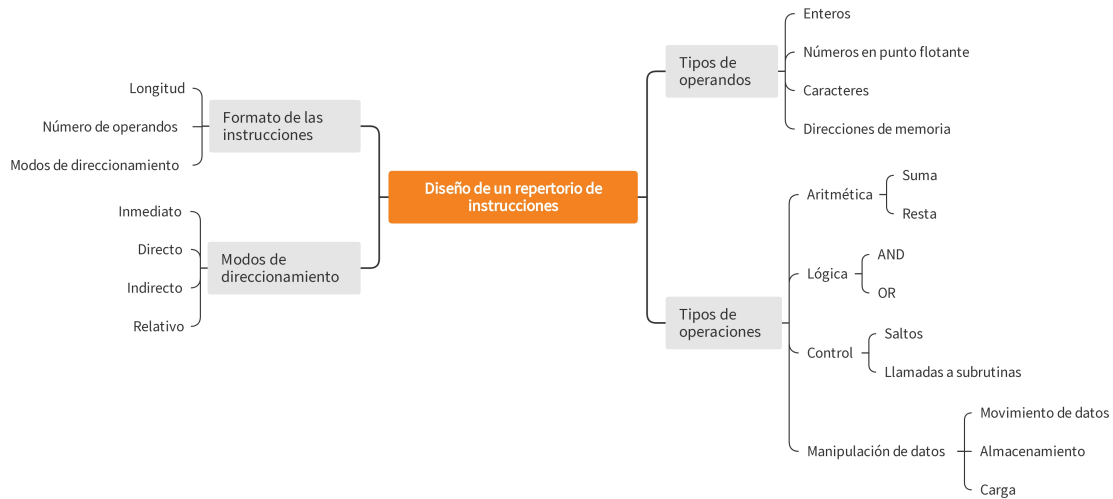 Diseño de un repertorio de
instrucciones
Formato de las
instrucciones
Longitud
Número de operandos
Modos de direccionamiento
Modos de
direccionamiento
Inmediato
Directo
Indirecto
Relativo
Tipos de
operandos
Enteros
Números en punto flotante
Caracteres
Direcciones de memoria
Tipos de
operaciones
Aritmética
Suma
Resta
Lógica
AND
OR
Control
Saltos
Llamadas a subrutinas
Manipulación de datos
Movimiento de datos
Almacenamiento
Carga